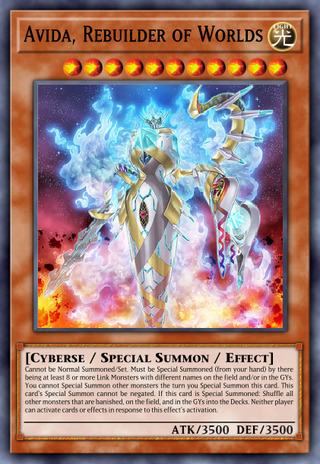 Avida, Rebuilder of Worlds
LIGHT
光
[Cyberse / Special Summon / Effect]
Cannot be Normal Summoned/Set. Must be Special Summoned (from your hand) by there
being at least 8 or more Link Monsters with different names on the field and/or in the GYs.
You cannot Special Summon other monsters the turn you Special Summon this card. This
card's Special Summon cannot be negated. If this card is Special Summoned: Shuffle all
other monsters that are banished, on the field, and in the GYs into the Decks. Neither player
can activate cards or effects in response to this effect's activation.
ATK/3500 DEF/3500